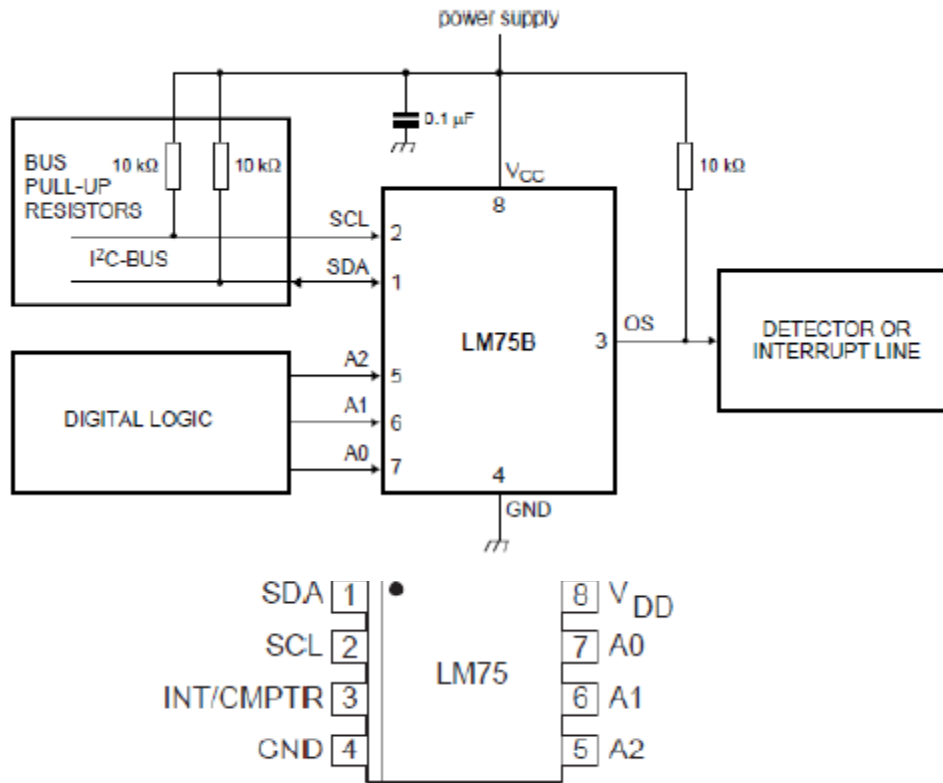 power supply
0.1 µF
BUS
PULL-UP
RESISTORS
10 kΩ
10 kΩ
10 kΩ
VCC
8
SCL
2
I²C-BUS
SDA
1
LM75B
3
OS
DETECTOR OR
INTERRUPT LINE
DIGITAL LOGIC
A2
5
A1
6
A0
7
4
GND
SDA 1
8 VDD
SCL 2
7 A0
LM75
INT/CMPTR 3
6 A1
GND 4
5 A2